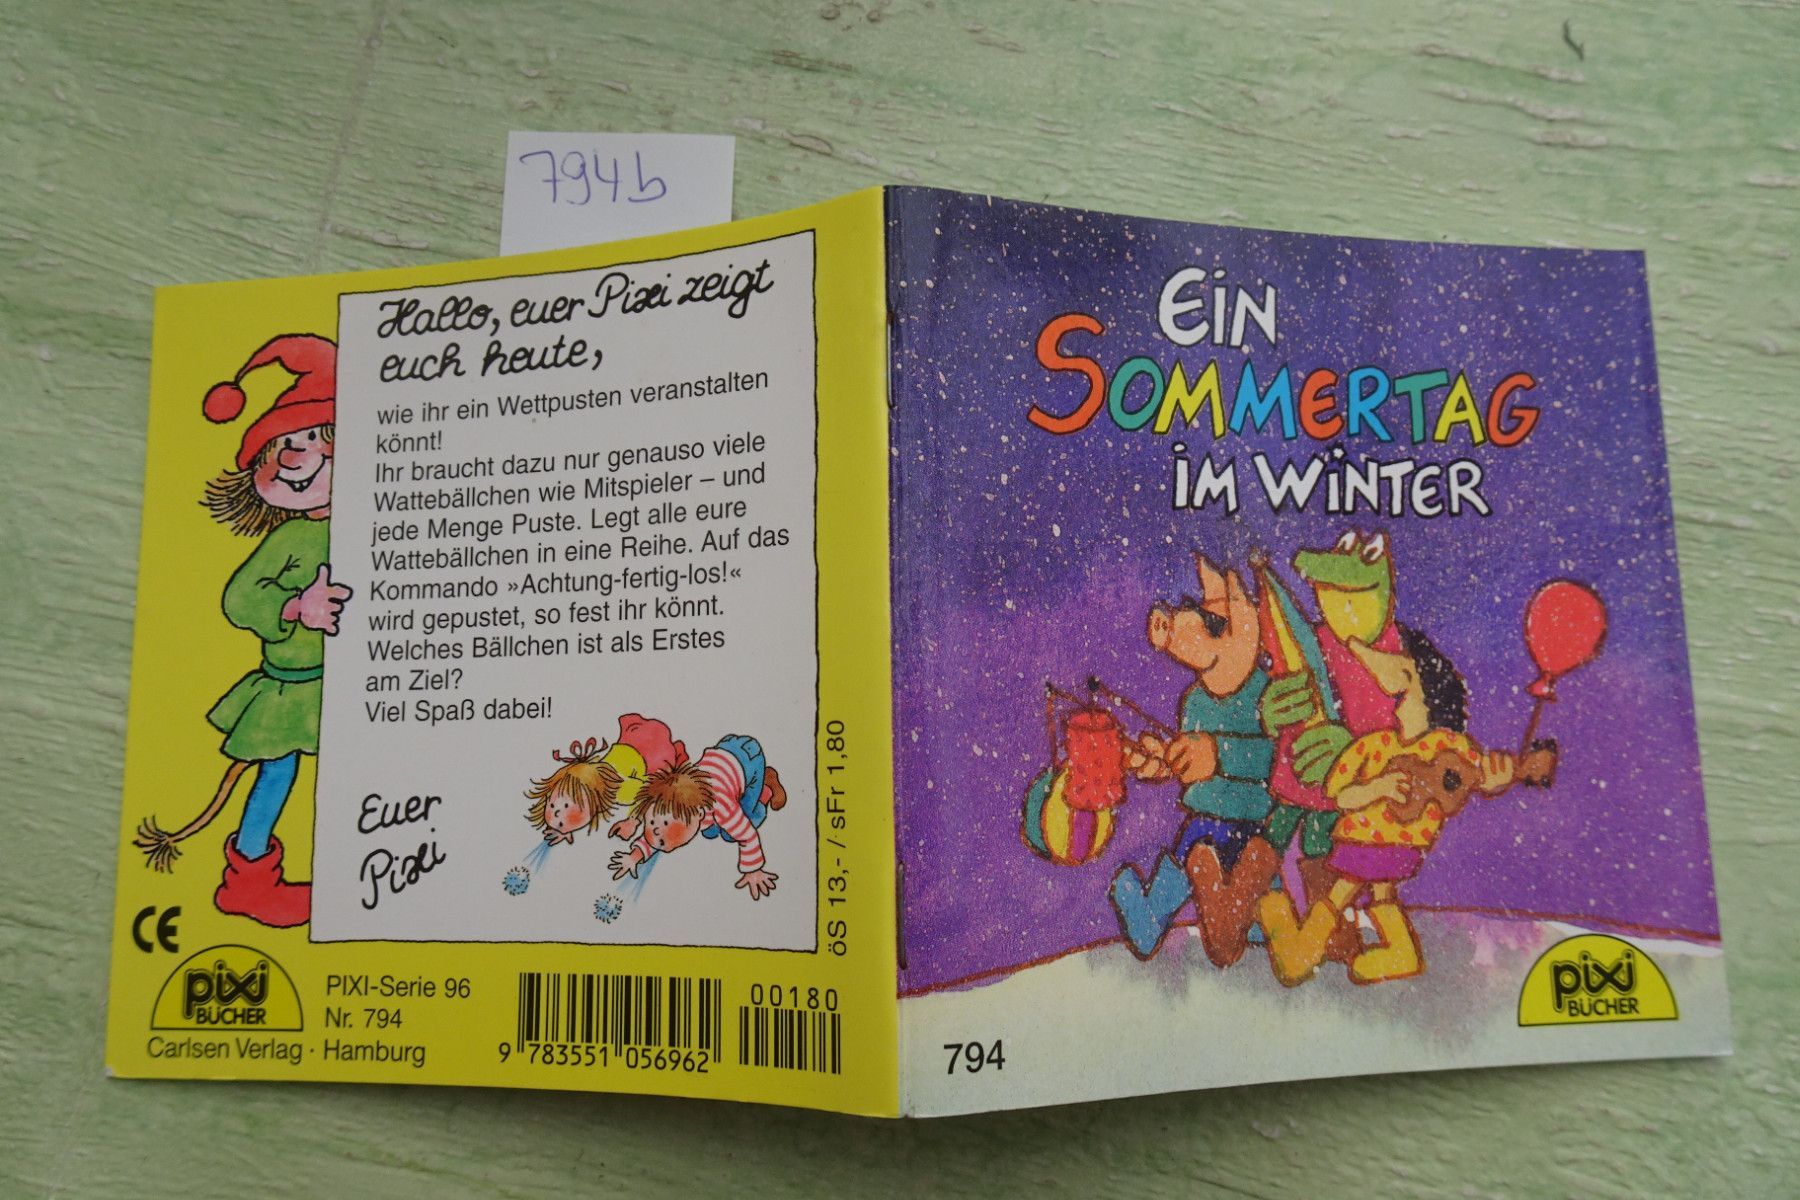 794b
Hallo, euer Pixi zeigt
euch heute,
wie ihr ein Wettpusten veranstalten
könnt!
Ihr braucht dazu nur genauso viele
Wattebällchen wie Mitspieler – und
jede Menge Puste. Legt alle eure
Wattebällchen in eine Reihe. Auf das
Kommando »Achtung-fertig-los!«
wird gepustet, so fest ihr könnt.
Welches Bällchen ist als Erstes
am Ziel?
Viel Spaß dabei!
Euer
Pixi
öS 13,- / sFr 1,80
CE
pixi
BÜCHER
PIXI-Serie 96
Nr. 794
Carlsen Verlag · Hamburg
9 783551 056962
00180
EiN
SOMMERTAG
iM WiNTER
pixi
BÜCHER
794